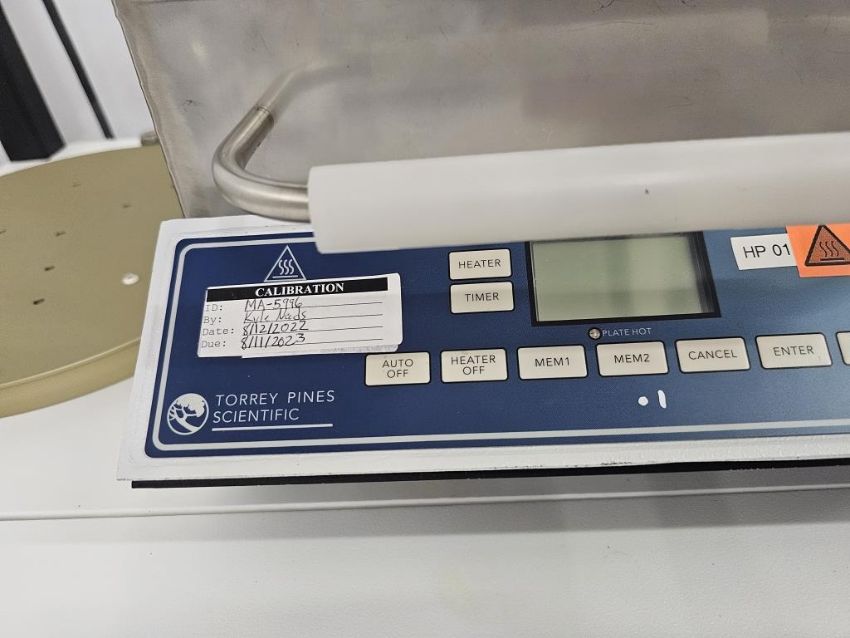 CALIBRATION
ID: MA-5996
By: Kyle Nads
Date: 8/12/2022
Due: 8/11/2023
HEATER
TIMER
HP 01
PLATE HOT
AUTO OFF
HEATER OFF
MEM1
MEM2
CANCEL
ENTER
TORREY PINES
SCIENTIFIC